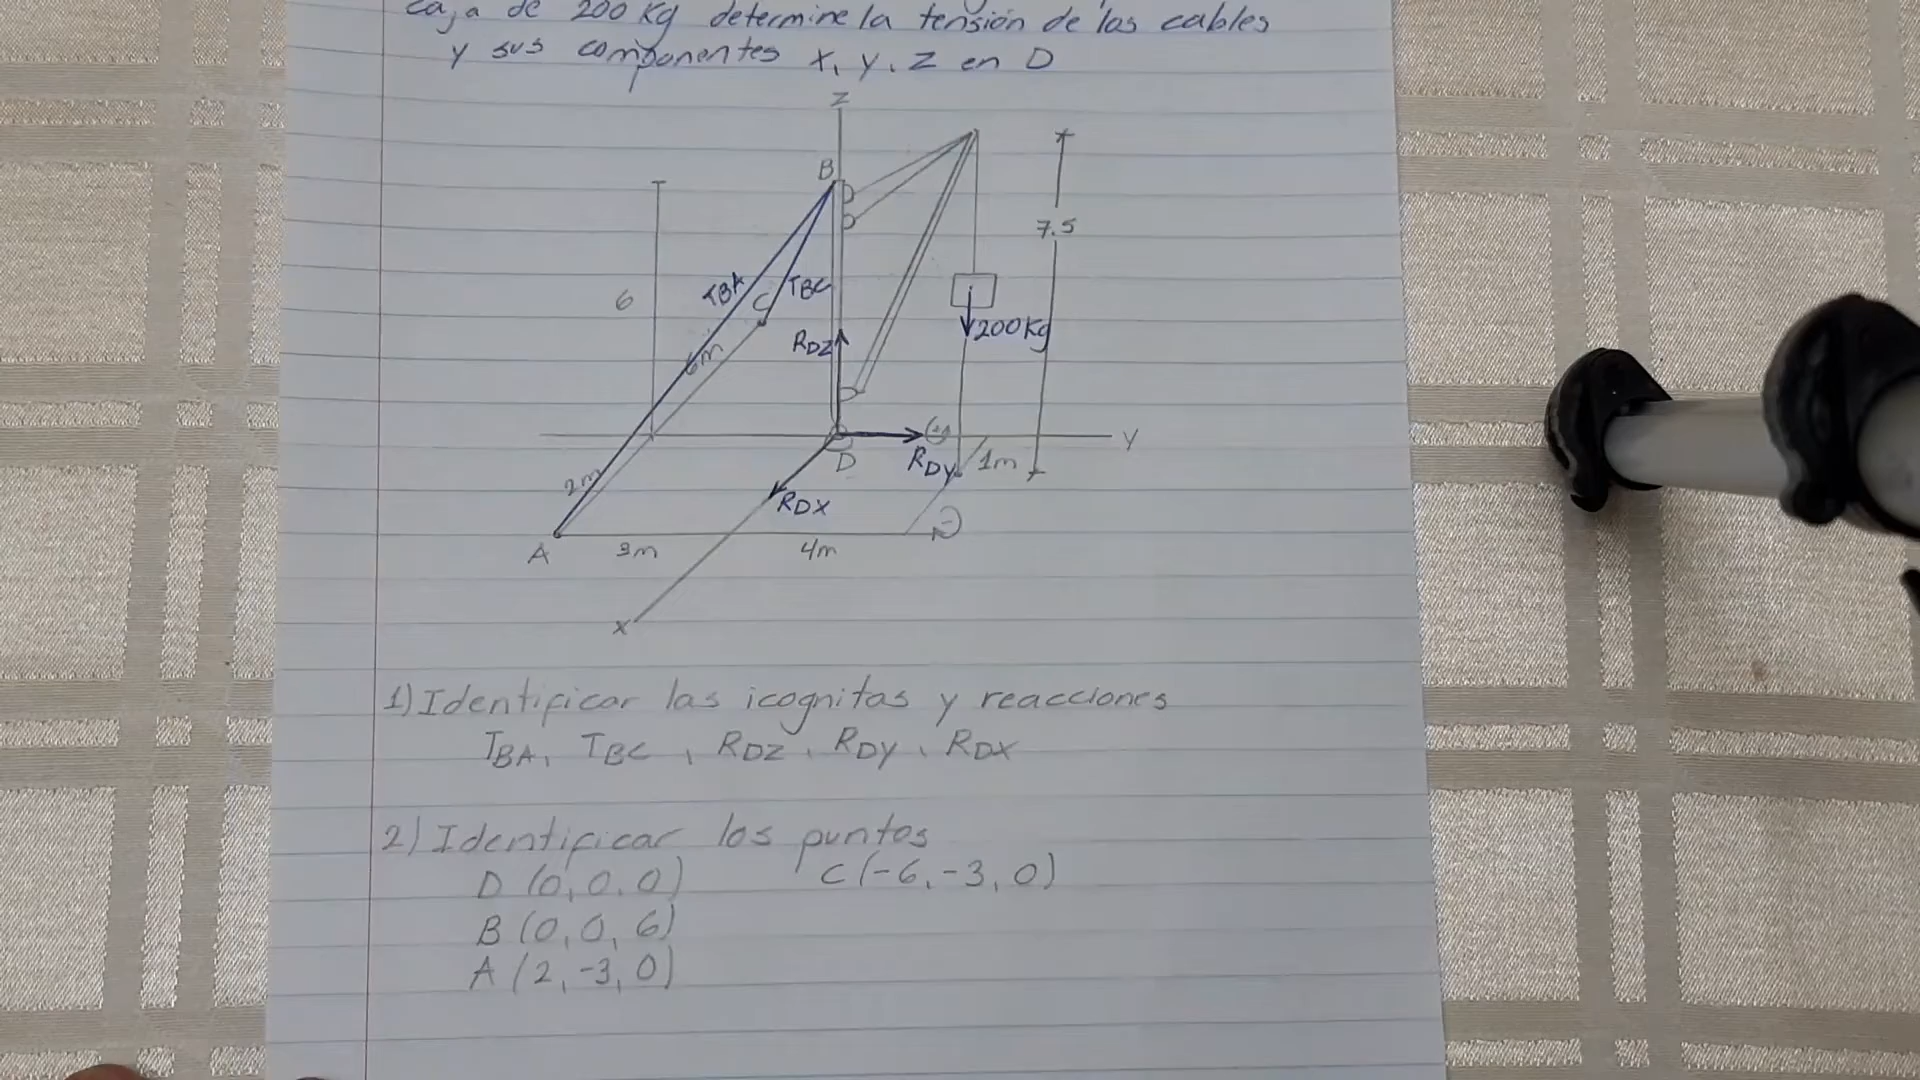 caja de 200 Kg determine la tensión de los cables
y sus componentes x, y, z en D
Z
B
7.5
TBA
TBC
C
6
RDZ
200Kg
6m
Y
D
RDY
1m
2m
RDX
A
3m
4m
X
1) Identificar las icognitas y reacciones
TBA, TBC, RDZ, RDY, RDX
2) Identificar los puntos
D (0, 0, 0) C (-6, -3, 0)
B (0, 0, 6)
A (2, -3, 0)